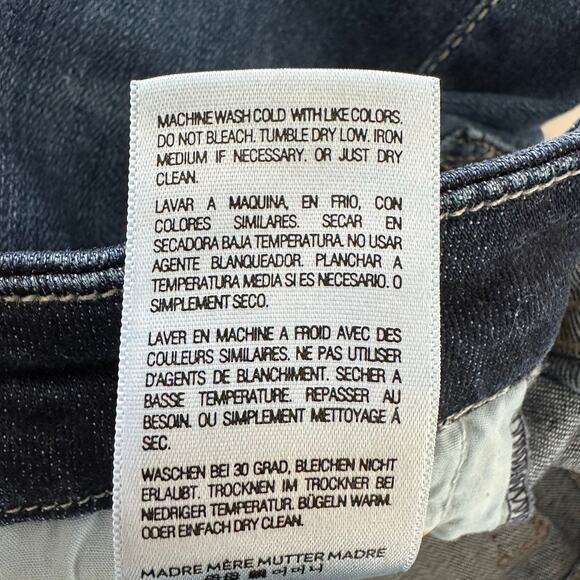 MACHINE WASH COLD WITH LIKE COLORS.
DO NOT BLEACH. TUMBLE DRY LOW. IRON
MEDIUM IF NECESSARY. OR JUST DRY
CLEAN.
LAVAR A MAQUINA, EN FRIO, CON
COLORES SIMILARES. SECAR EN
SECADORA BAJA TEMPERATURA. NO USAR
AGENTE BLANQUEADOR. PLANCHAR A
TEMPERATURA MEDIA SI ES NECESARIO. O
SIMPLEMENT SECO.
LAVER EN MACHINE A FROID AVEC DES
COULEURS SIMILAIRES. NE PAS UTILISER
D'AGENTS DE BLANCHIMENT. SECHER A
BASSE TEMPERATURE. REPASSER AU
BESOIN. OU SIMPLEMENT METTOYAGE À
SEC.
WASCHEN BEI 30 GRAD, BLEICHEN NICHT
ERLAUBT. TROCKNEN IM TROCKNER BEI
NIEDRIGER TEMPERATUR. BÜGELN WARM.
ODER EINFACH DRY CLEAN.
MADRE MÈRE MUTTER MADRE